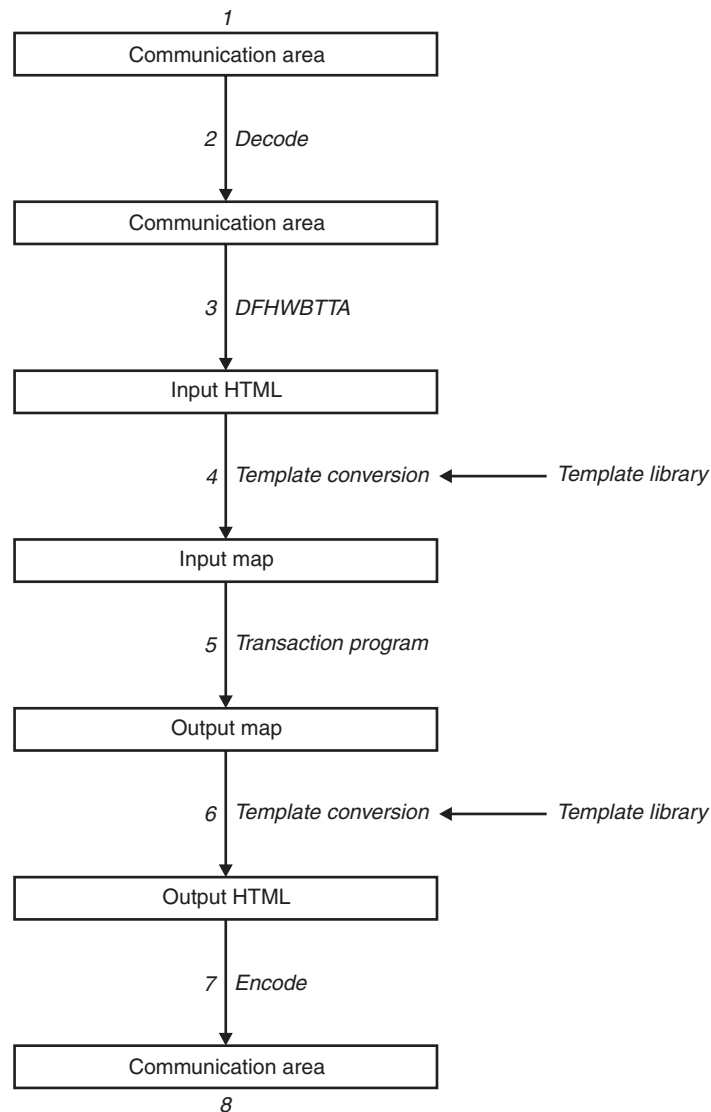 1
Communication area
2 Decode
Communication area
3 DFHWBTTA
Input HTML
4 Template conversion Template library
Input map
5 Transaction program
Output map
6 Template conversion Template library
Output HTML
7 Encode
Communication area
8